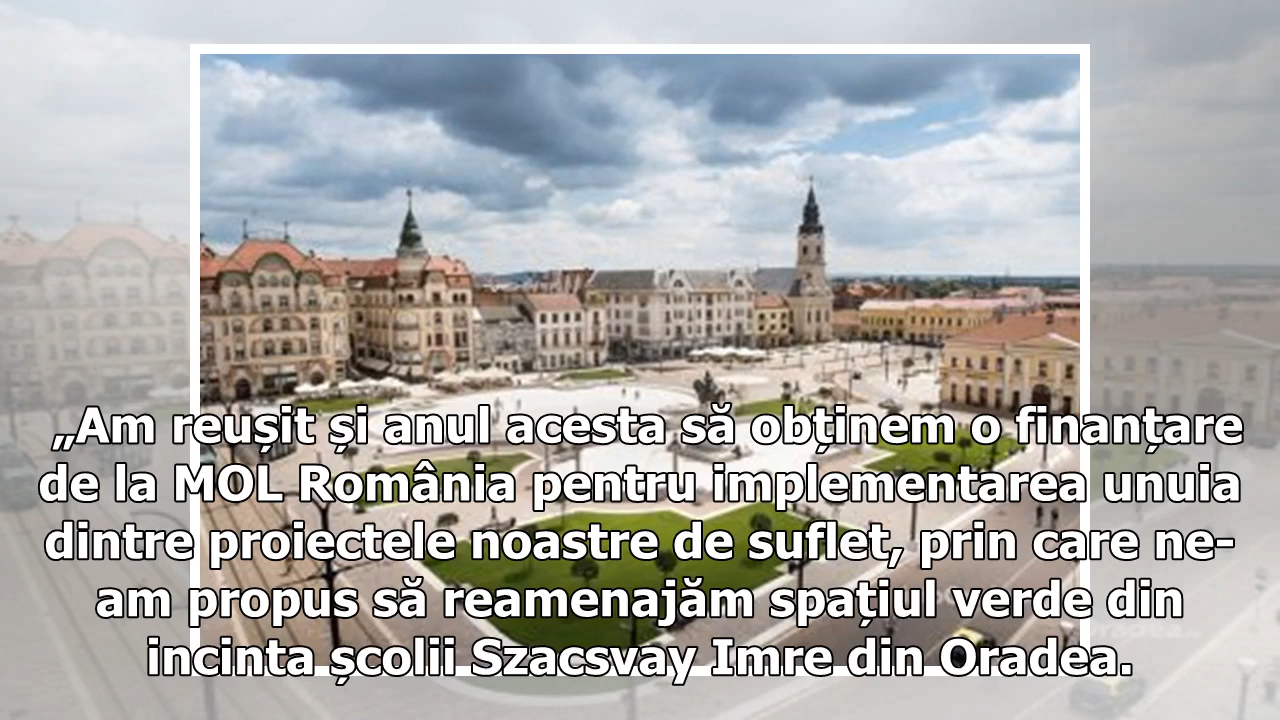 „Am reușit și anul acesta să obținem o finanțare
de la MOL România pentru implementarea unuia
dintre proiectele noastre de suflet, prin care ne-
am propus să reamenajăm spațiul verde din
incinta școlii Szacsvay Imre din Oradea.